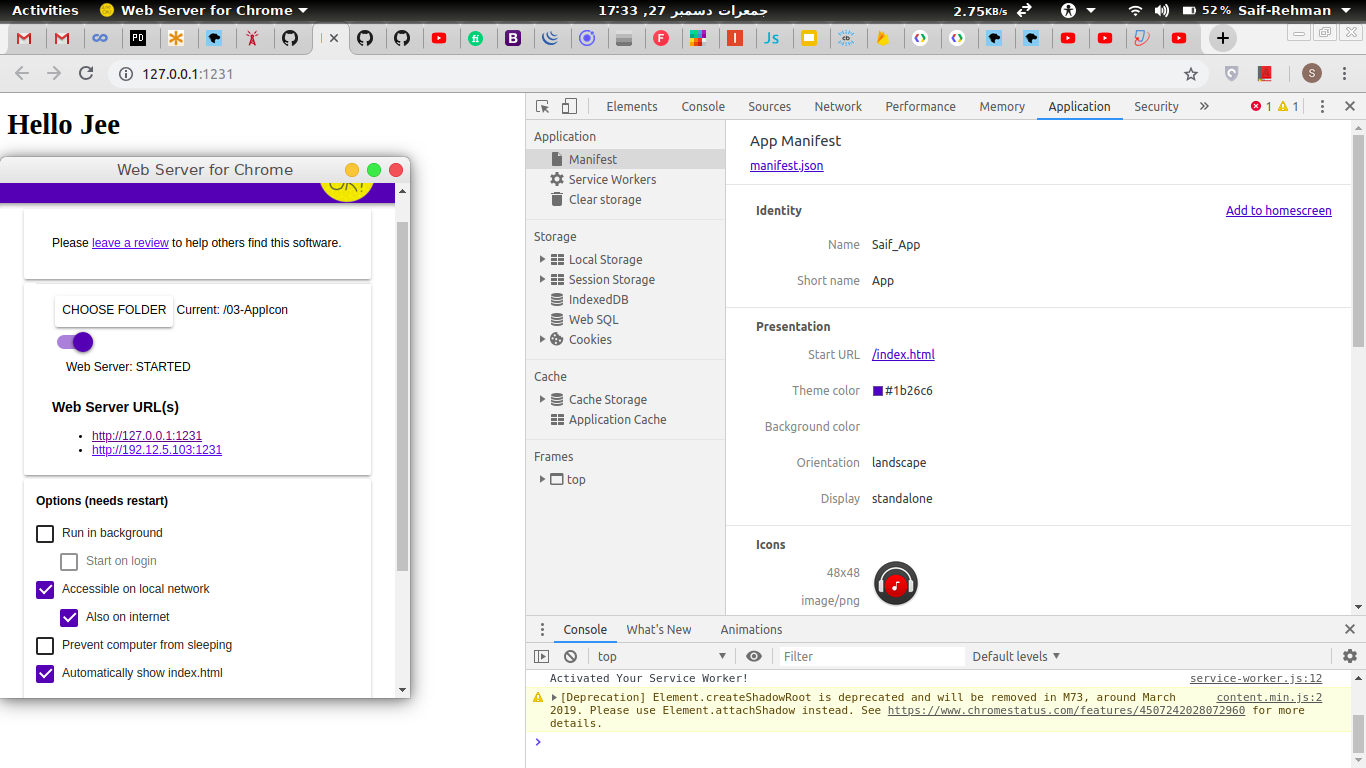 Activities Web Server for Chrome جمعرات دسمبر 27, 17:33 2.75KB/s 52 % Saif-Rehman
127.0.0.1:1231 S
Hello Jee
Web Server for Chrome
OK!
Please leave a review to help others find this software.
CHOOSE FOLDER Current: /03-AppIcon
Web Server: STARTED
Web Server URL(s)
http://127.0.0.1:1231
http://192.12.5.103:1231
Options (needs restart)
Run in background
Start on login
Accessible on local network
Also on internet
Prevent computer from sleeping
Automatically show index.html
Elements Console Sources Network Performance Memory Application Security » 1 1
Application
Manifest
Service Workers
Clear storage
Storage
Local Storage
Session Storage
IndexedDB
Web SQL
Cookies
Cache
Cache Storage
Application Cache
Frames
top
App Manifest
manifest.json
Identity Add to homescreen
Name Saif_App
Short name App
Presentation
Start URL /index.html
Theme color #1b26c6
Background color
Orientation landscape
Display standalone
Icons
48x48
image/png
Console What's New Animations
top Filter Default levels
Activated Your Service Worker! service-worker.js:12
[Deprecation] Element.createShadowRoot is deprecated and will be removed in M73, around March content.min.js:2
2019. Please use Element.attachShadow instead. See https://www.chromestatus.com/features/4507242028072960 for more
details.